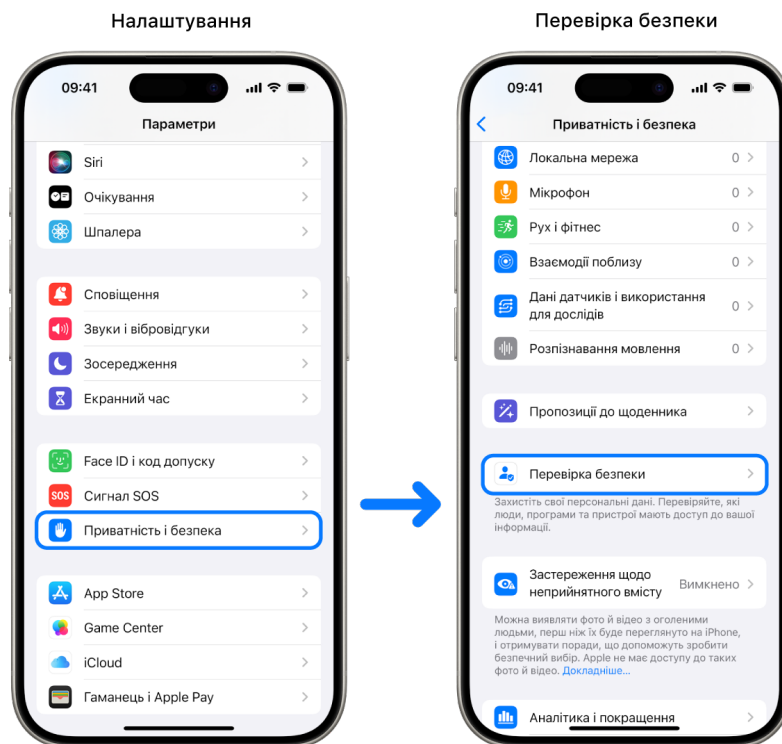 Налаштування
09:41
Параметри
Siri
Очікування
Шпалера
Сповіщення
Звуки і вібровідгуки
Зосередження
Екранний час
Face ID і код допуску
SOS Сигнал SOS
Приватність і безпека
App Store
Game Center
iCloud
Гаманець і Apple Pay
Перевірка безпеки
09:41
Приватність і безпека
Локальна мережа 0
Мікрофон 0
Рух і фітнес 0
Взаємодії поблизу 0
Дані датчиків і використання
для дослідів 0
Розпізнавання мовлення 0
Пропозиції до щоденника
Перевірка безпеки
Захистіть свої персональні дані. Перевіряйте, які
люди, програми та пристрої мають доступ до вашої
інформації.
Застереження щодо
неприйнятного вмісту Вимкнено
Можна виявляти фото й відео з оголеними
людьми, перш ніж їх буде переглянуто на iPhone,
і отримувати поради, що допоможуть зробити
безпечний вибір. Apple не має доступу до таких
фото й відео. Докладніше...
Аналітика і покращення